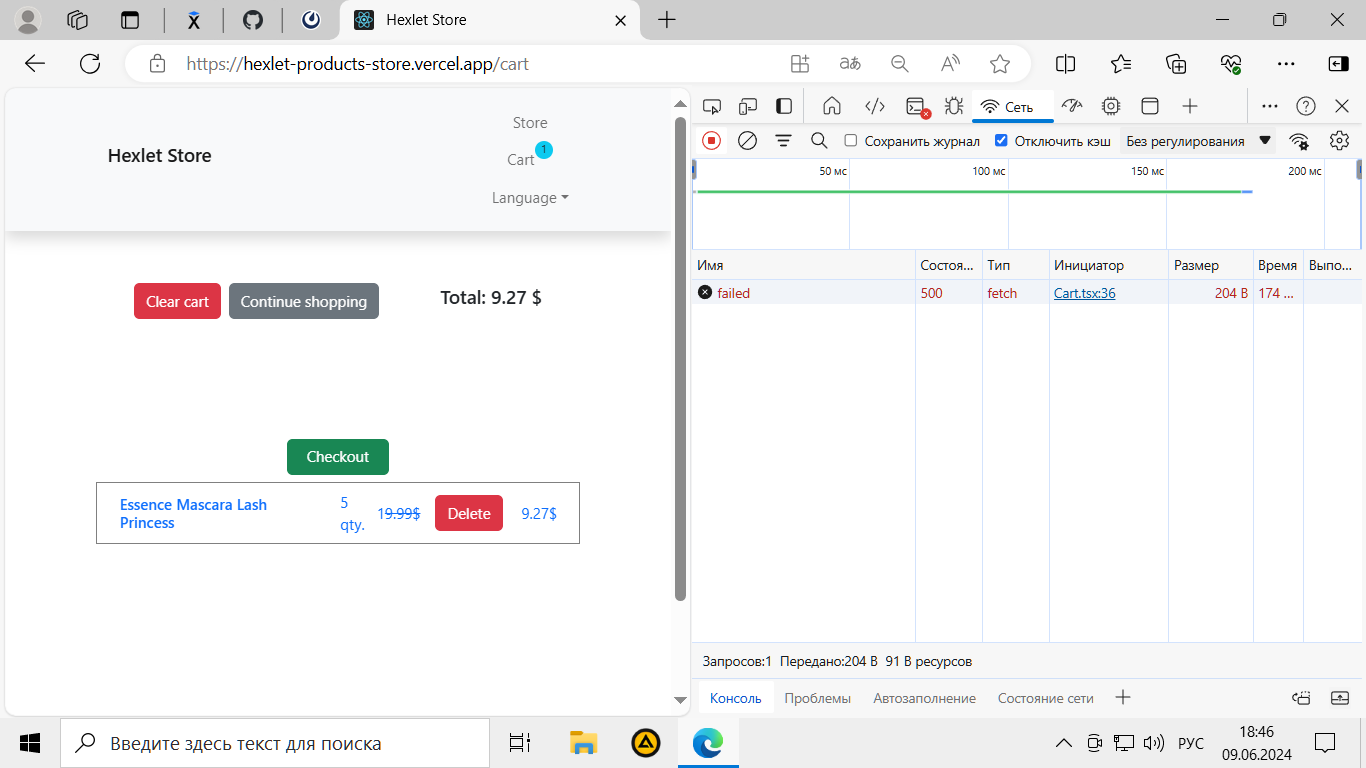 Hexlet Store
https://hexlet-products-store.vercel.app/cart
aあ
A
Hexlet Store
Store
Cart
1
Language
Clear cart
Continue shopping
Total: 9.27 $
Checkout
Essence Mascara Lash
Princess
5
qty.
19.99$
Delete
9.27$
Сеть
Сохранить журнал
Отключить кэш
Без регулирования
50 мс
100 мс
150 мс
200 мс
Имя
Состоя...
Тип
Инициатор
Размер
Время
Выпо...
failed
500
fetch
Cart.tsx:36
204 B
174 ...
Запросов:1 Передано:204 B 91 B ресурсов
Консоль
Проблемы
Автозаполнение
Состояние сети
Введите здесь текст для поиска
РУС
18:46
09.06.2024